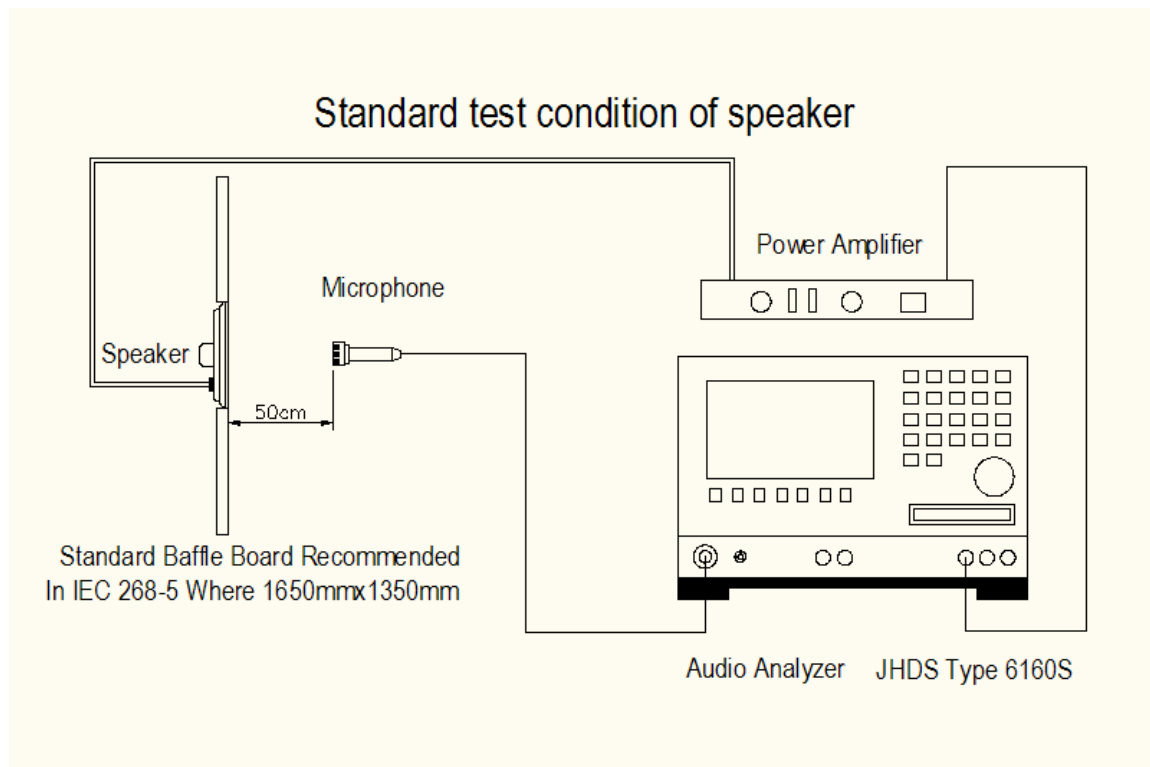 Standard test condition of speaker
Power Amplifier
Microphone
Speaker
50cm
Standard Baffle Board Recommended
In IEC 268-5 Where 1650mmx1350mm
Audio Analyzer JHDS Type 6160S